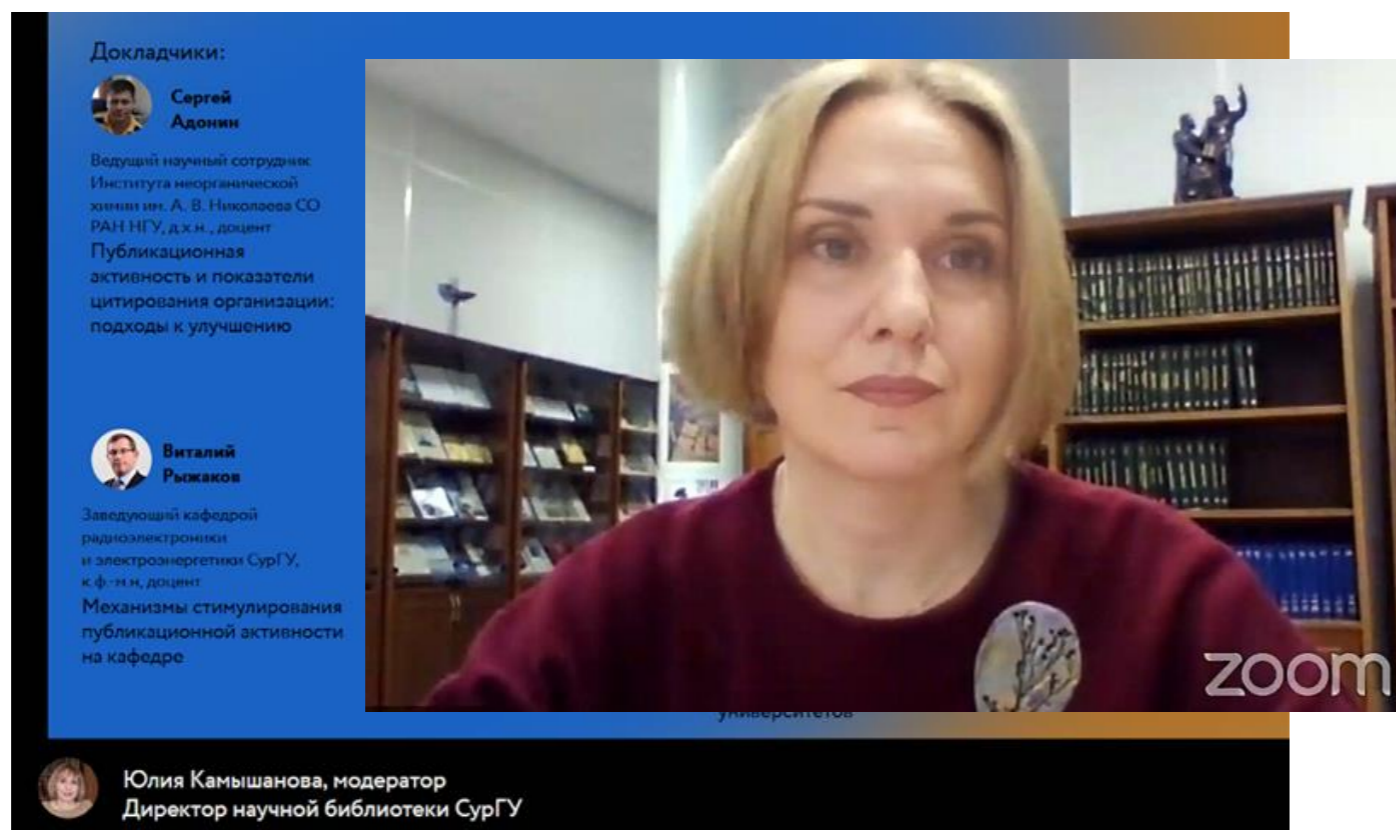 Докладчики:
Сергей
Адонин
Ведущий научный сотрудник
Института неорганической
химии им. А. В. Николаева СО
РАН НГУ, д.х.н., доцент
Публикационная
активность и показатели
цитирования организации:
подходы к улучшению
Виталий
Рыжаков
Заведующий кафедрой
радиоэлектроники
и электроэнергетики СурГУ,
к.ф.-м.н, доцент
Механизмы стимулирования
публикационной активности
на кафедре
zoom
университетов
Юлия Камышанова, модератор
Директор научной библиотеки СурГУ